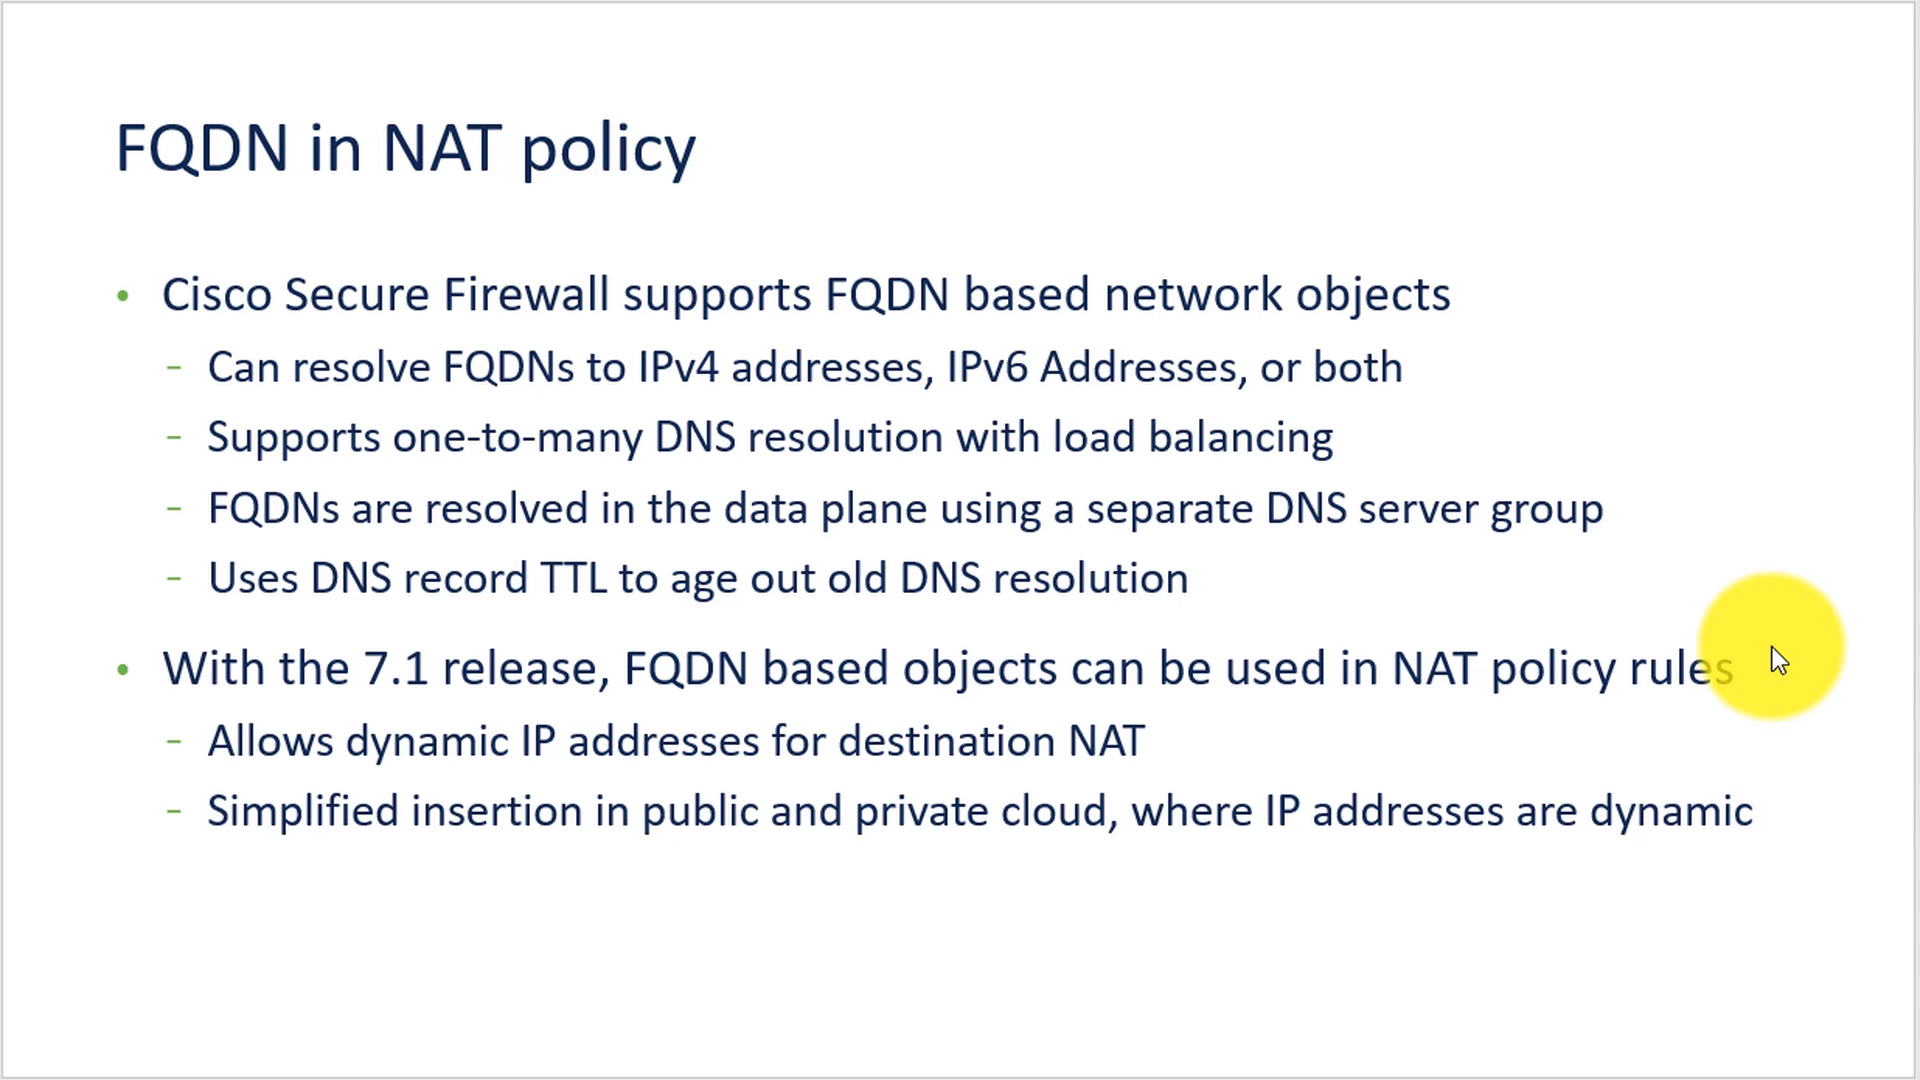 FQDN in NAT policy
• Cisco Secure Firewall supports FQDN based network objects
- Can resolve FQDNs to IPv4 addresses, IPv6 Addresses, or both
- Supports one-to-many DNS resolution with load balancing
- FQDNs are resolved in the data plane using a separate DNS server group
- Uses DNS record TTL to age out old DNS resolution
• With the 7.1 release, FQDN based objects can be used in NAT policy rules
- Allows dynamic IP addresses for destination NAT
- Simplified insertion in public and private cloud, where IP addresses are dynamic